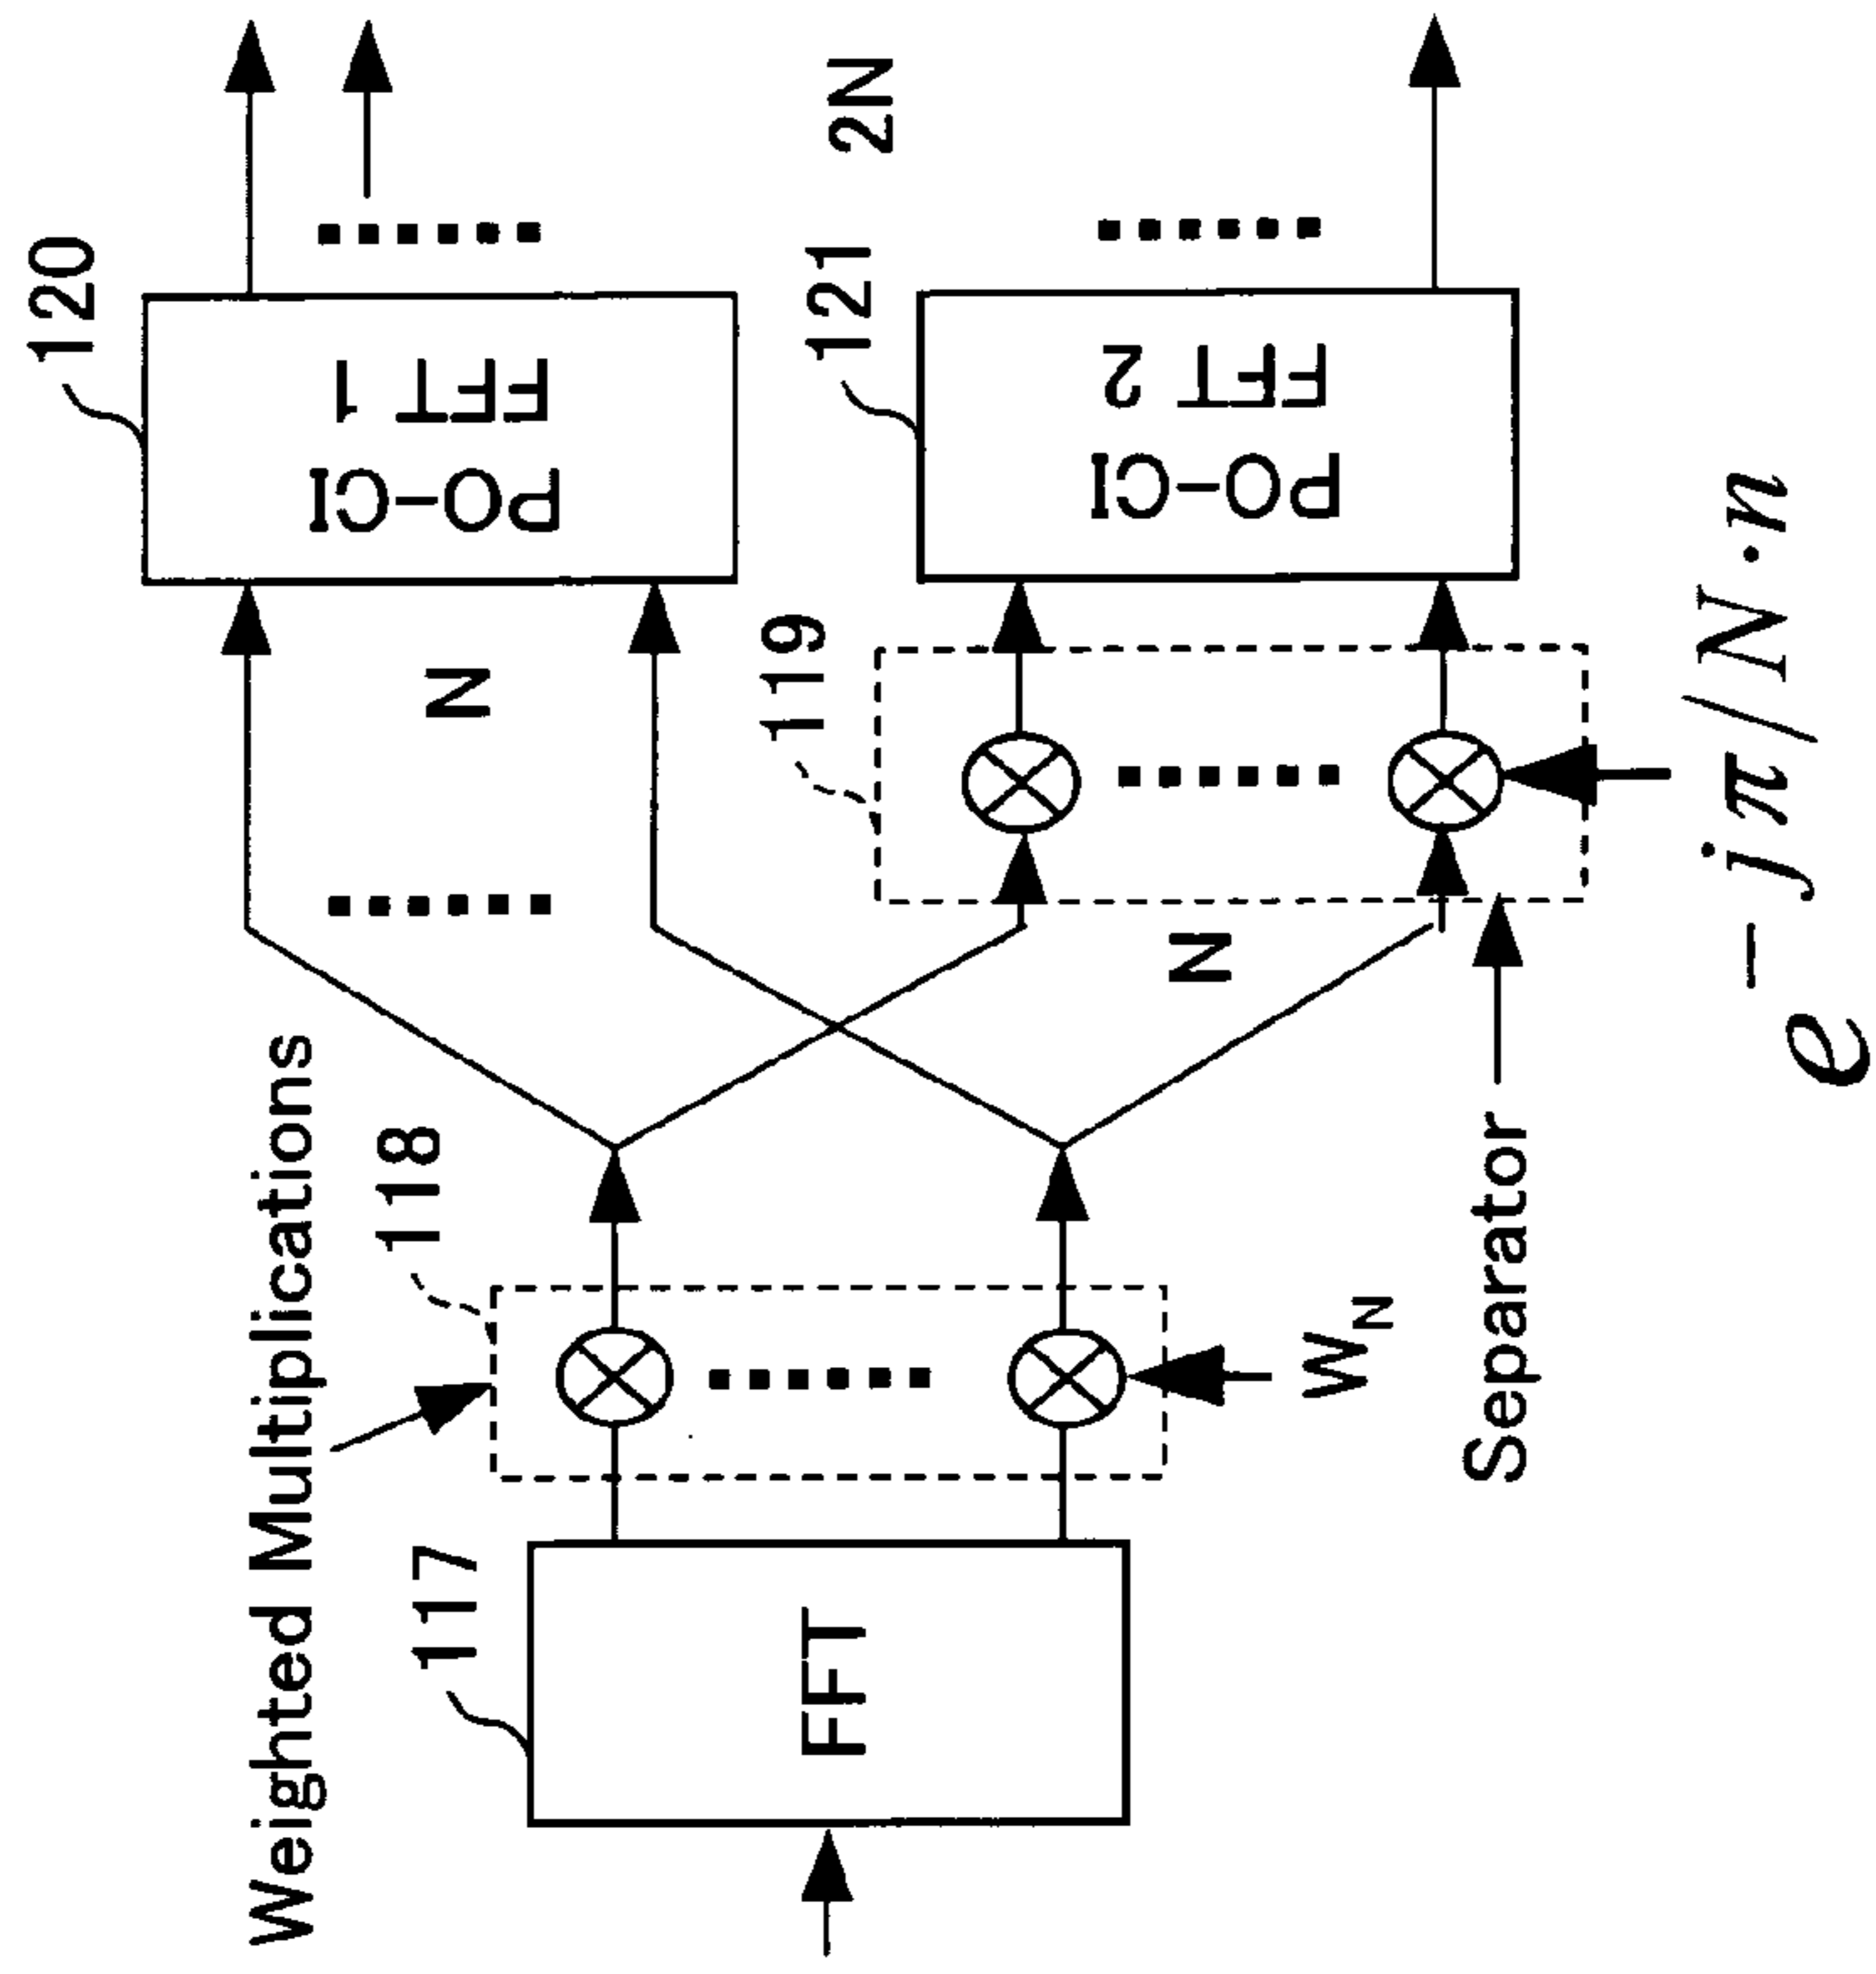 Weighted Multiplications
117
118
FFT
W_N
N
N
119
Separator
e^{-jπ/N·n}
120
PO-CI
FFT 1
121
PO-CI
FFT 2
2N